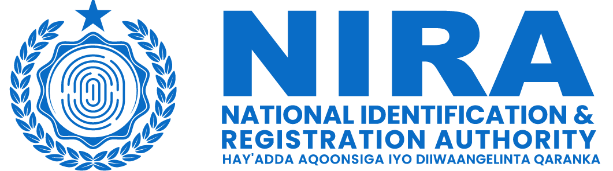 NIRA
NATIONAL IDENTIFICATION &
REGISTRATION AUTHORITY
HAY'ADDA AQOONSIGA IYO DIIWAANGELINTA QARANKA